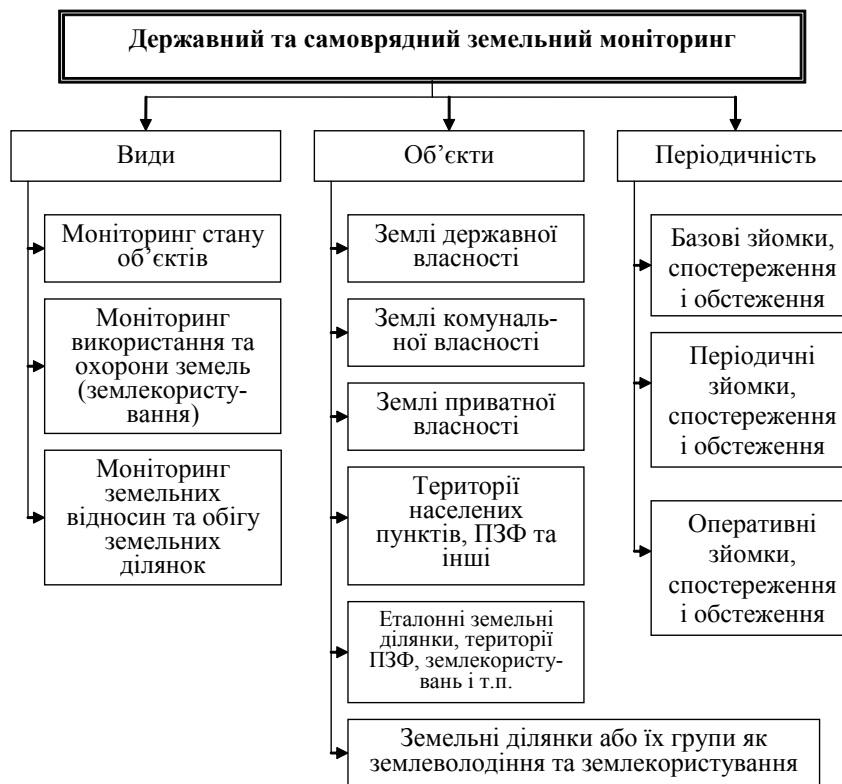 Державний та самоврядний земельний моніторинг
Види
Моніторинг стану
об’єктів
Моніторинг
використання та
охорони земель
(землекористу-
вання)
Моніторинг
земельних
відносин та обігу
земельних
ділянок
Об’єкти
Землі державної
власності
Землі комуналь-
ної власності
Землі приватної
власності
Території
населених
пунктів, ПЗФ та
інші
Еталонні земельні
ділянки, території
ПЗФ, землекористу-
вань і т.п.
Земельні ділянки або їх групи як
землеволодіння та землекористування
Періодичність
Базові зйомки,
спостереження
і обстеження
Періодичні
зйомки,
спостереження
і обстеження
Оперативні
зйомки,
спостереження
і обстеження